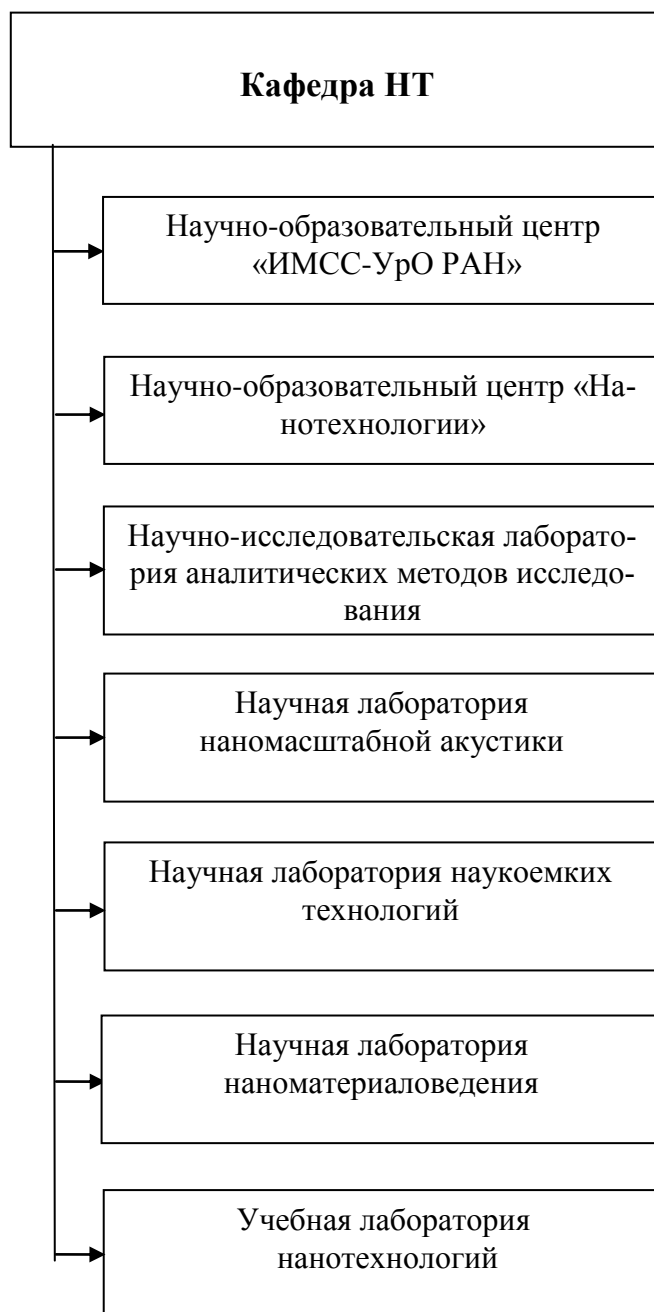 Кафедра НТ
Научно-образовательный центр
«ИМСС-УрО РАН»
Научно-образовательный центр «На-
нотехнологии»
Научно-исследовательская лаборато-
рия аналитических методов исследо-
вания
Научная лаборатория
наномасштабной акустики
Научная лаборатория наукоемких
технологий
Научная лаборатория
наноматериаловедения
Учебная лаборатория
нанотехнологий